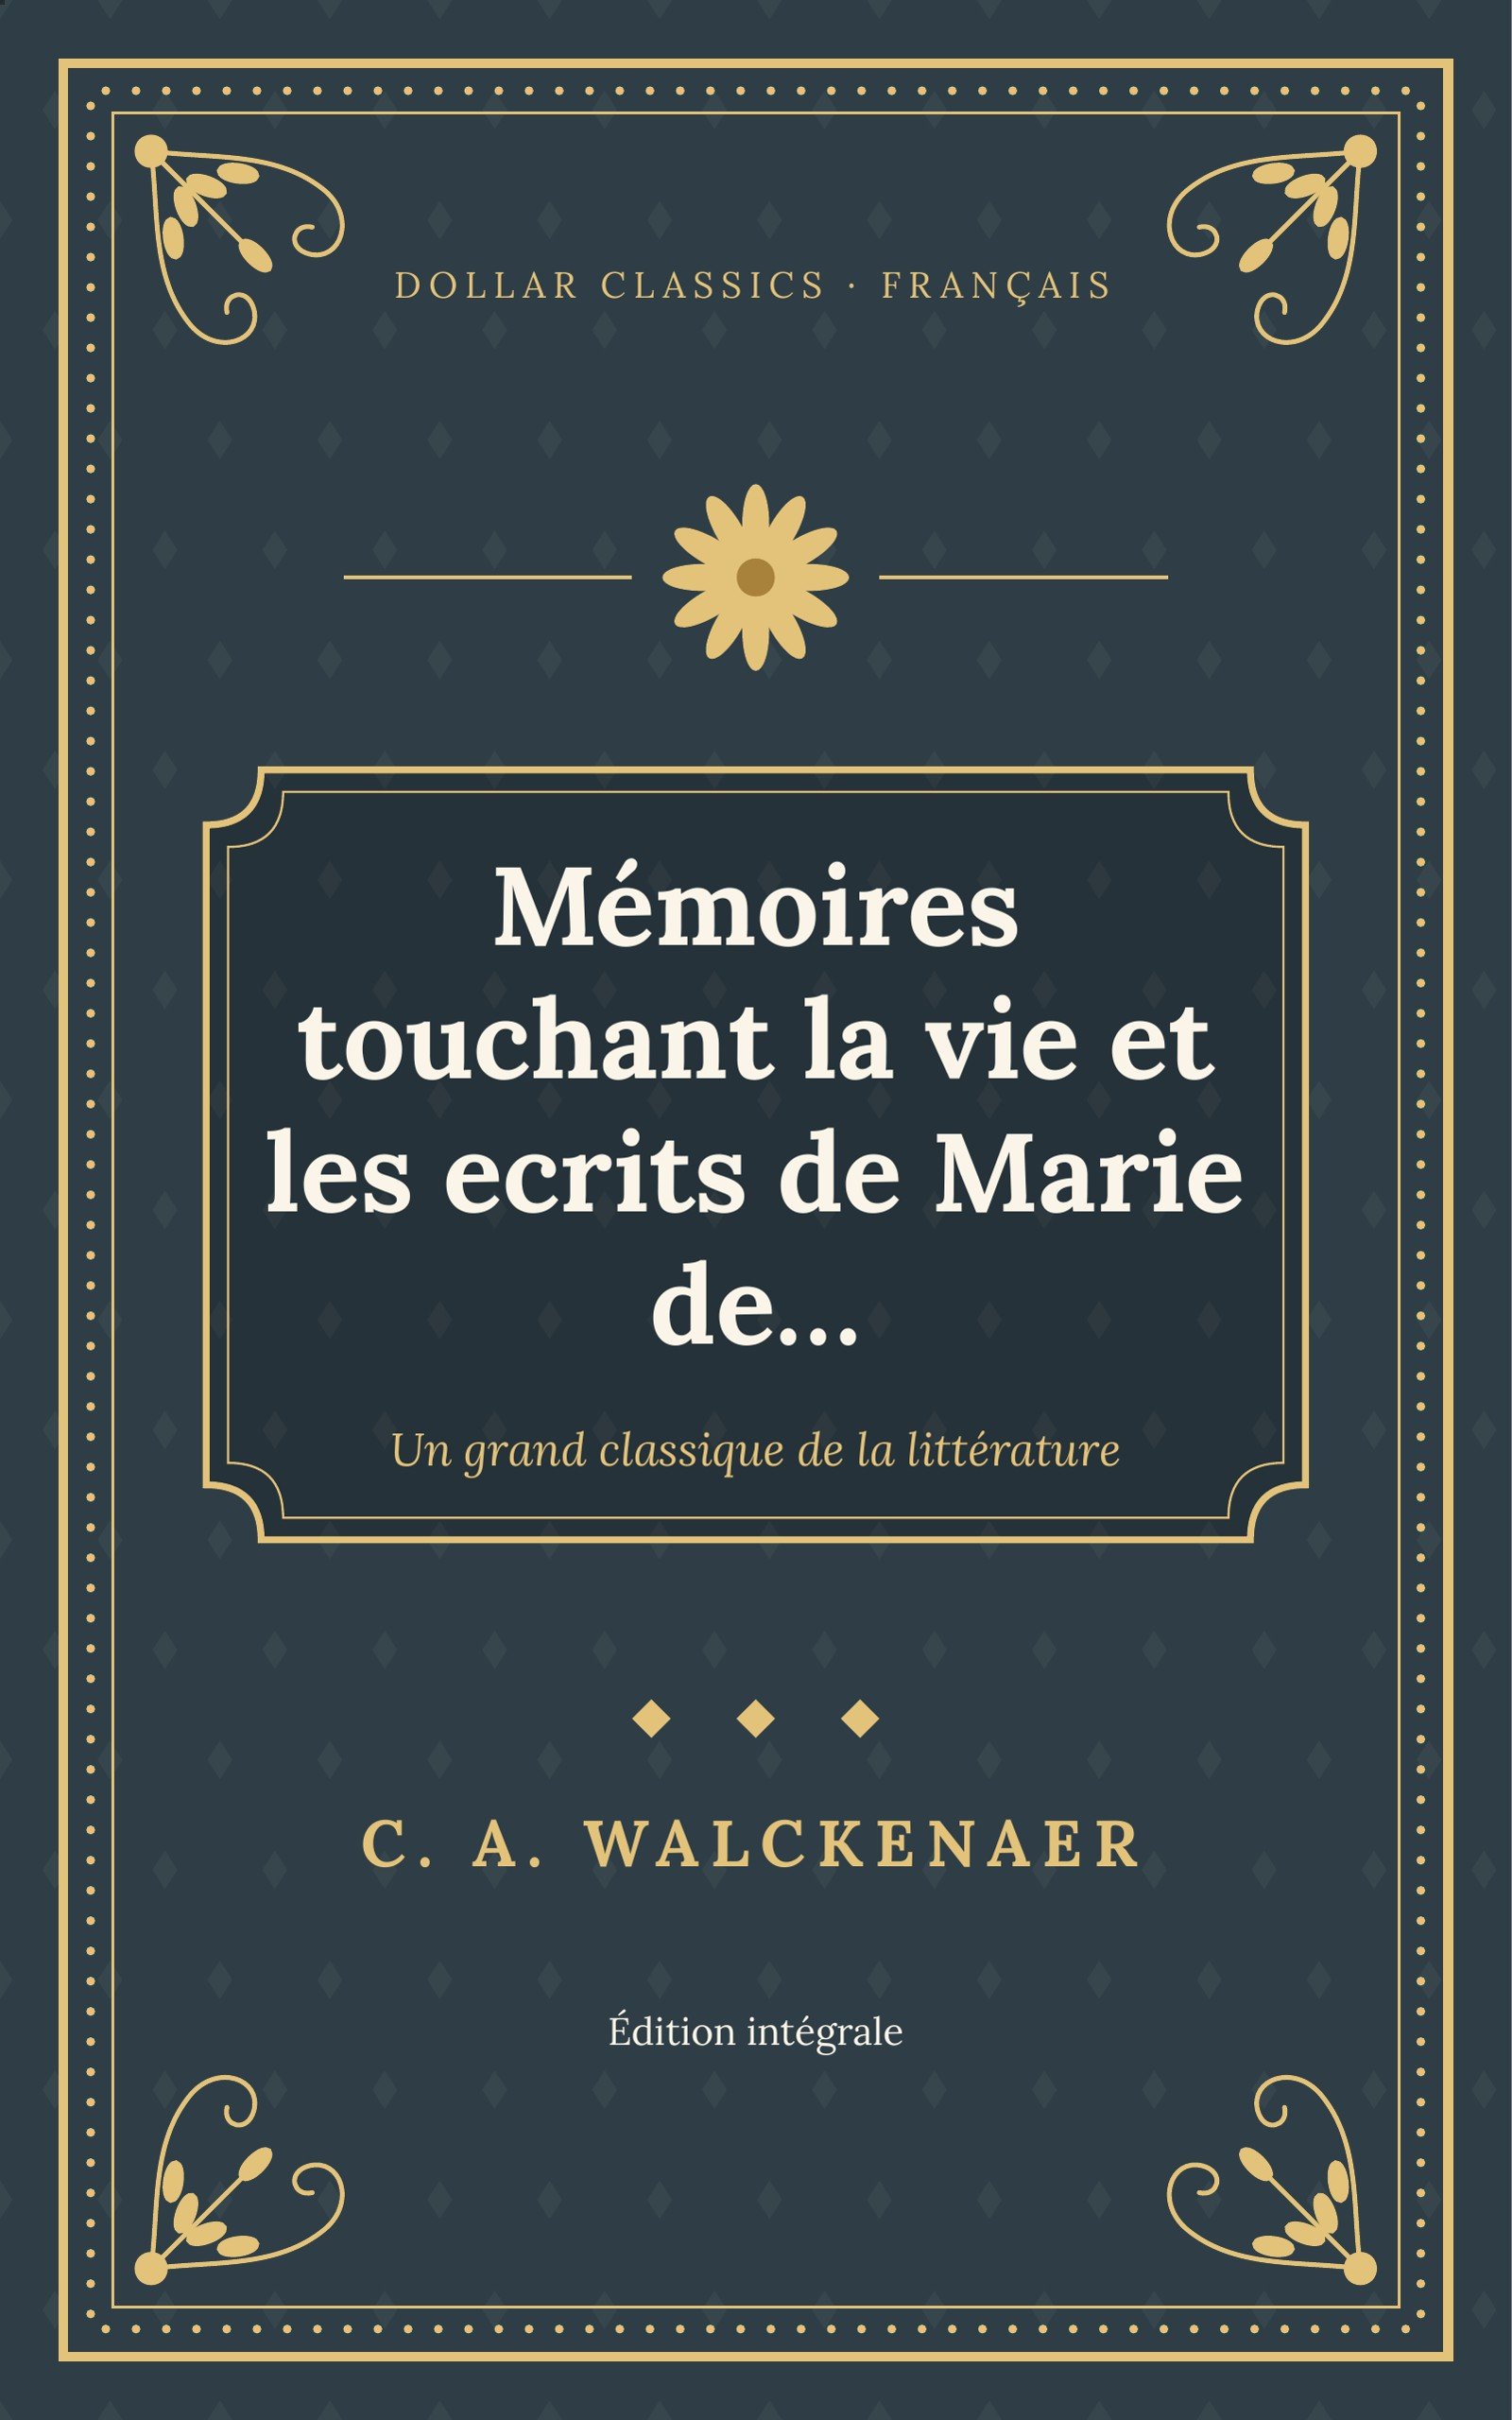 DOLLAR CLASSICS · FRANÇAIS
Mémoires
touchant la vie et
les ecrits de Marie
de...
Un grand classique de la littérature
C. A. WALCKENAER
Édition intégrale